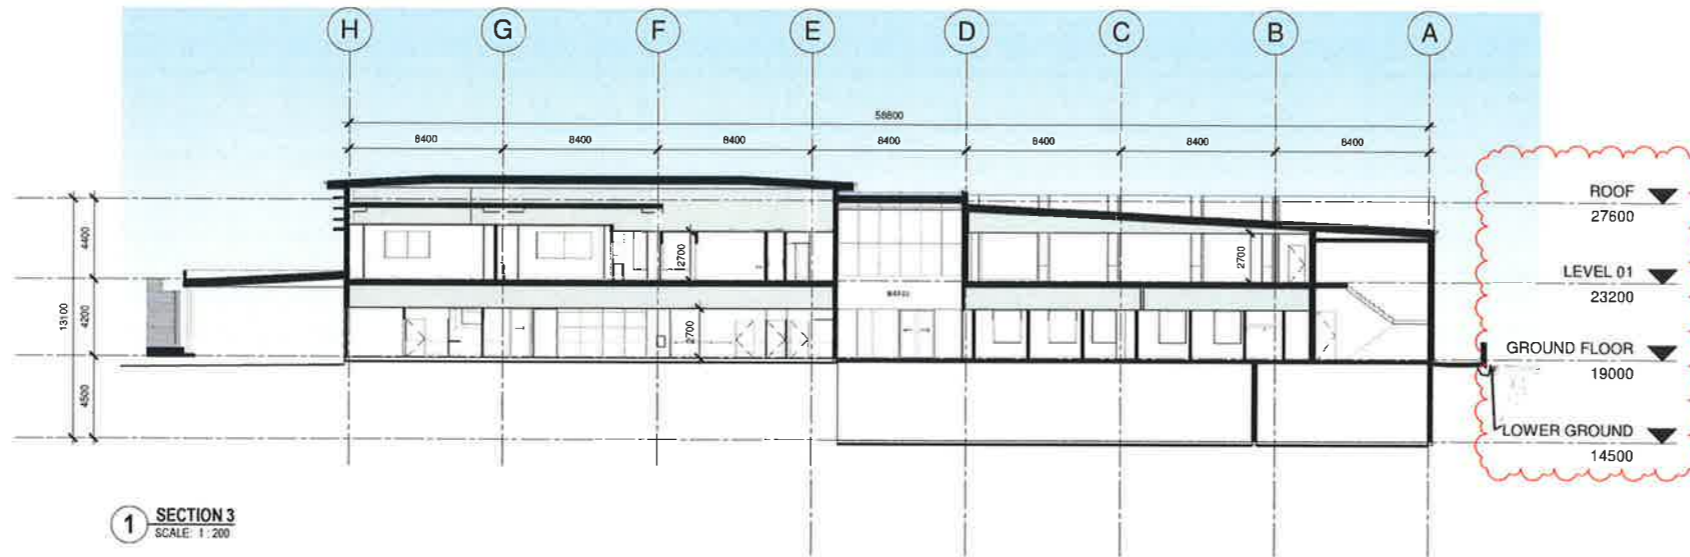 H G F E D C B A
58800
8400 8400 8400 8400 8400 8400 8400
ROOF
27600
4400
2700
2700
LEVEL 01
23200
13100
4200
2700
GROUND FLOOR
19000
4500
LOWER GROUND
14500
1 SECTION 3
SCALE: 1:200